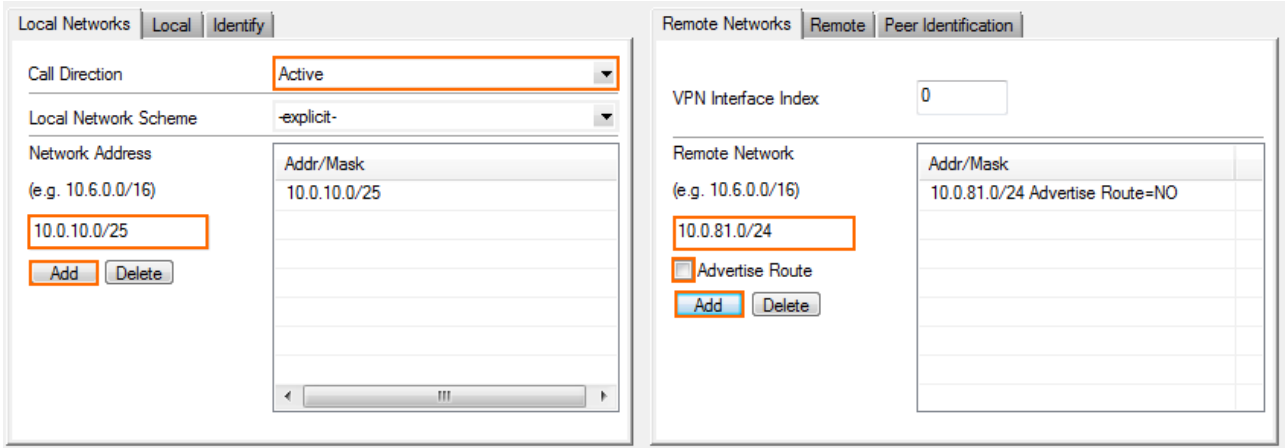 Local Networks Local Identify
Call Direction Active
Local Network Scheme -explicit-
Network Address
(e.g. 10.6.0.0/16)
10.0.10.0/25
Add Delete
Addr/Mask
10.0.10.0/25
Remote Networks Remote Peer Identification
VPN Interface Index 0
Remote Network
(e.g. 10.6.0.0/16)
10.0.81.0/24
Advertise Route
Add Delete
Addr/Mask
10.0.81.0/24 Advertise Route=NO